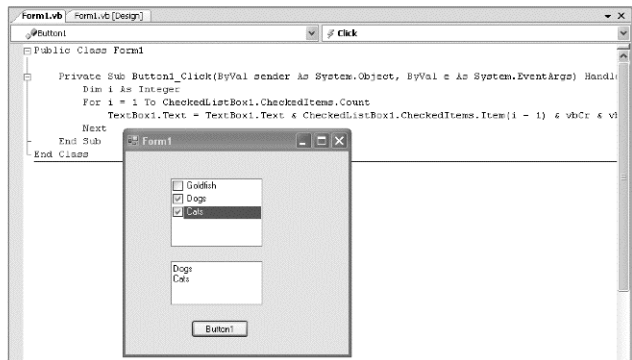 Form1.vb Form1.vb [Design]
Button1 Click
Public Class Form1
Private Sub Button1_Click(ByVal sender As System.Object, ByVal e As System.EventArgs) Handle
Dim i As Integer
For i = 1 To CheckedListBox1.CheckedItems.Count
TextBox1.Text = TextBox1.Text & CheckedListBox1.CheckedItems.Item(i - 1) & vbCr & vb
Next
End Sub
End Class
Form1
Goldfish
Dogs
Cats
Dogs
Cats
Button1